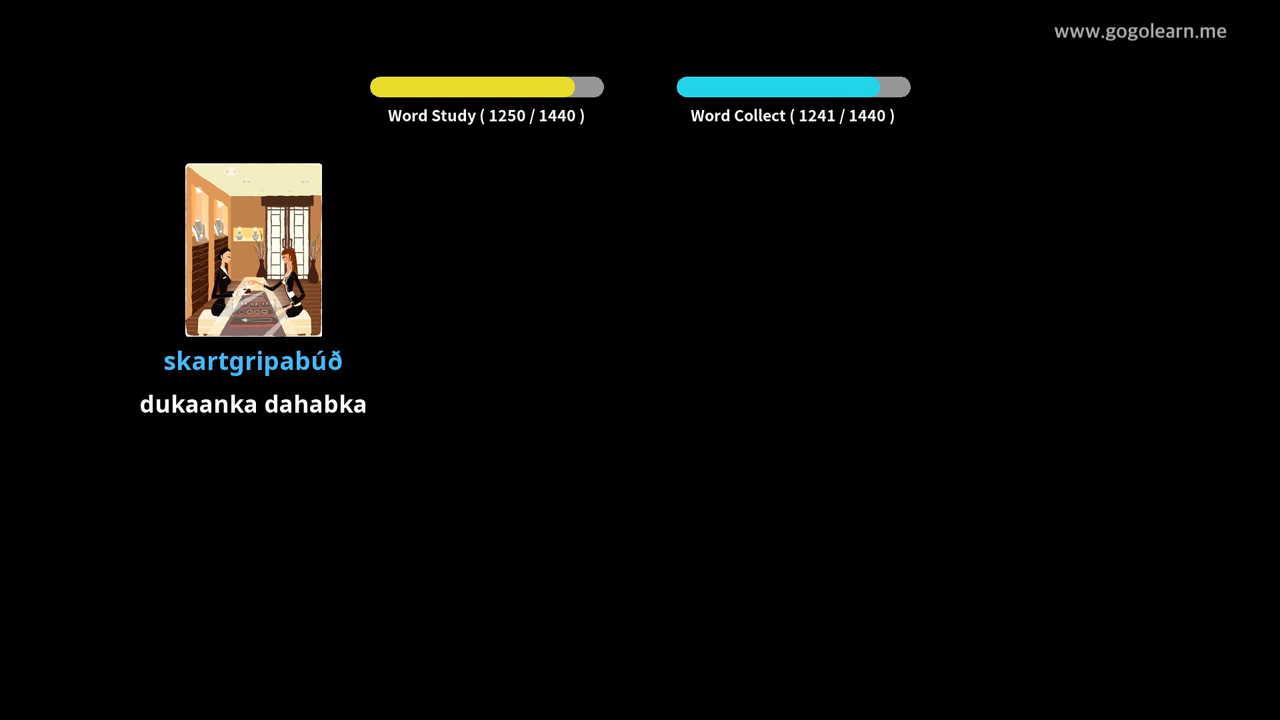 www.gogolearn.me
Word Study ( 1250 / 1440 )
Word Collect ( 1241 / 1440 )
skartgripabúð
dukaanka dahabka